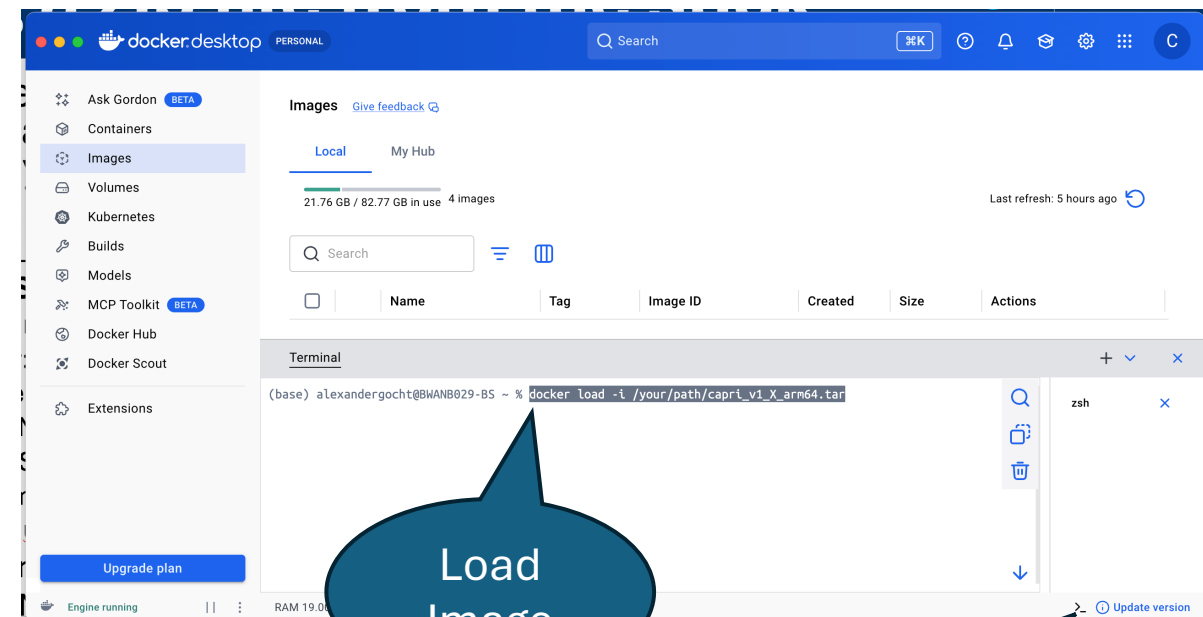 docker.desktop PERSONAL
Search
⌘K
C
Ask Gordon BETA
Containers
Images
Volumes
Kubernetes
Builds
Models
MCP Toolkit BETA
Docker Hub
Docker Scout
Extensions
Upgrade plan
Images Give feedback
Local My Hub
21.76 GB / 82.77 GB in use 4 images
Last refresh: 5 hours ago
Search
Name Tag Image ID Created Size Actions
Terminal
(base) alexandergocht@BWANB029-BS ~ % docker load -i /your/path/capri_v1_X_arm64.tar
zsh
Load
Image
Engine running
RAM
Update version